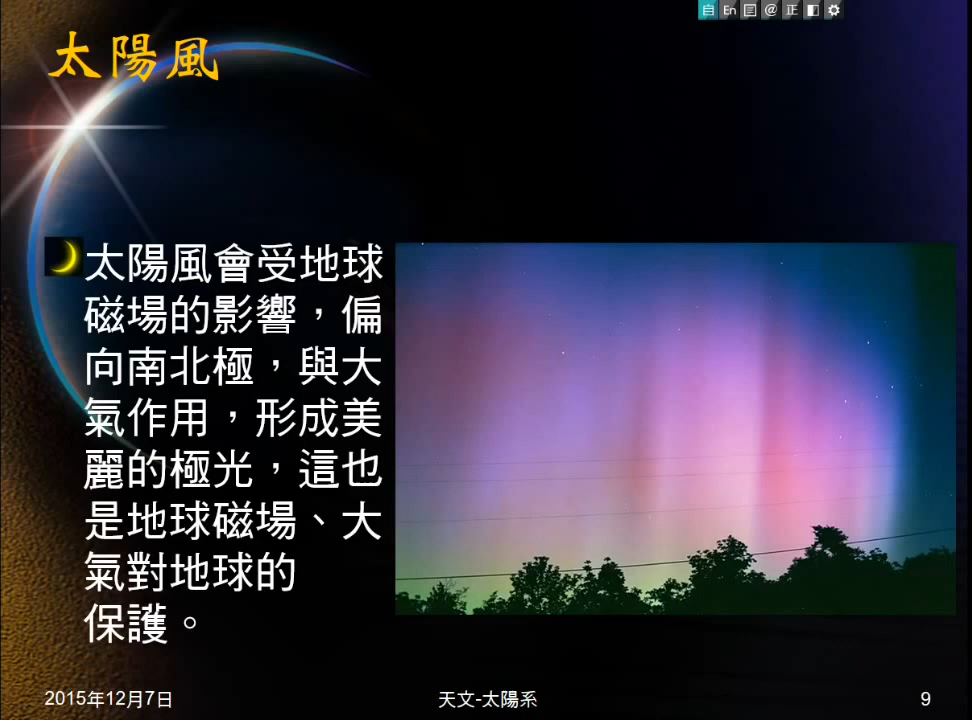 自 En @ 正
太陽風
太陽風會受地球
磁場的影響，偏
向南北極，與大
氣作用，形成美
麗的極光，這也
是地球磁場、大
氣對地球的
保護。
2015年12月7日
天文-太陽系
9